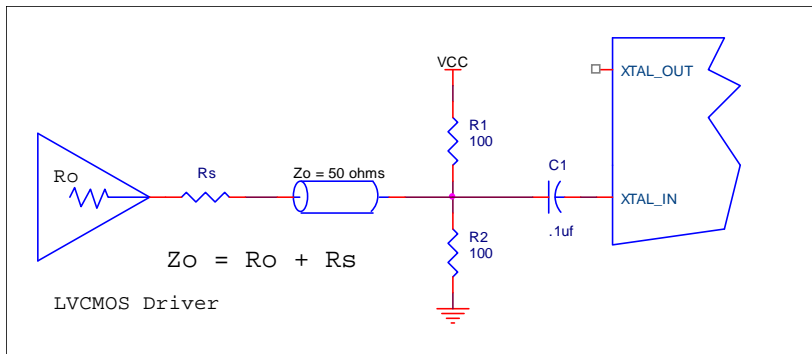 VCC
XTAL_OUT
R1
100
Ro
Rs
Zo = 50 ohms
C1
XTAL_IN
.1uf
R2
100
Zo = Ro + Rs
LVCMOS Driver